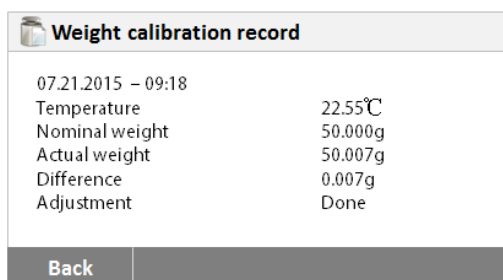 Weight calibration record
07.21.2015 – 09:18
Temperature 22.55℃
Nominal weight 50.000g
Actual weight 50.007g
Difference 0.007g
Adjustment Done
Back